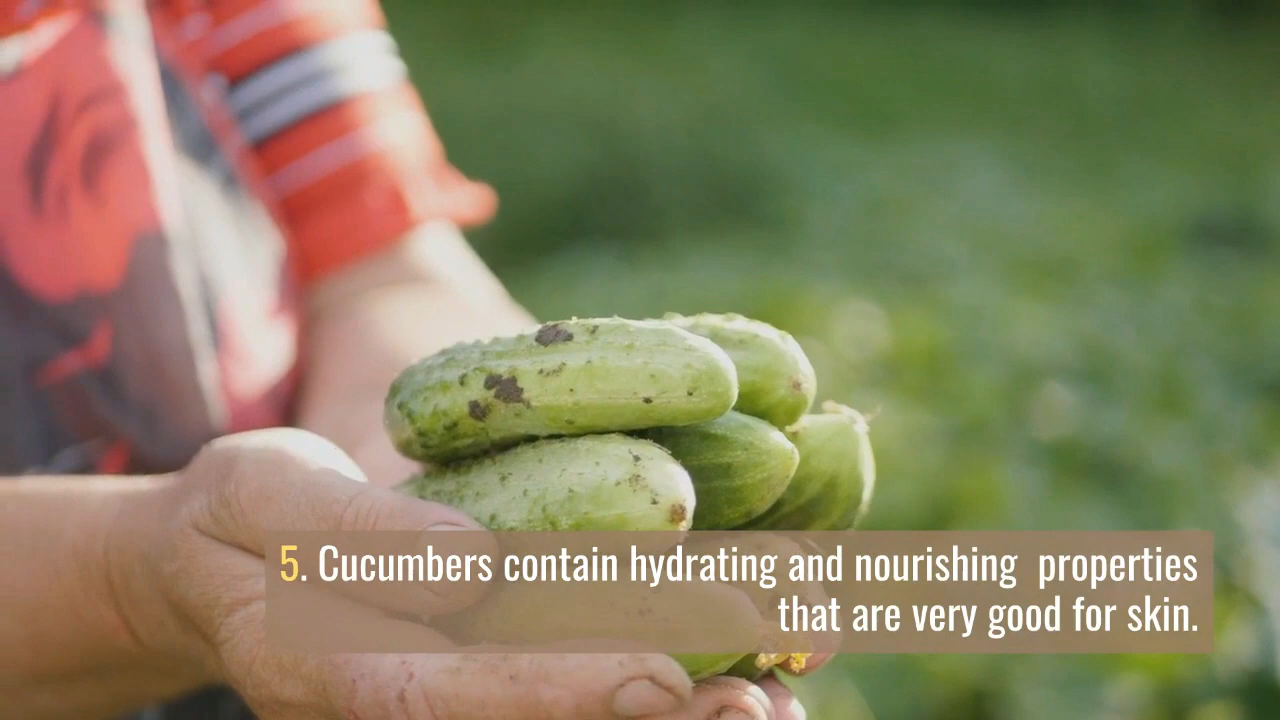 5. Cucumbers contain hydrating and nourishing  properties
that are very good for skin.